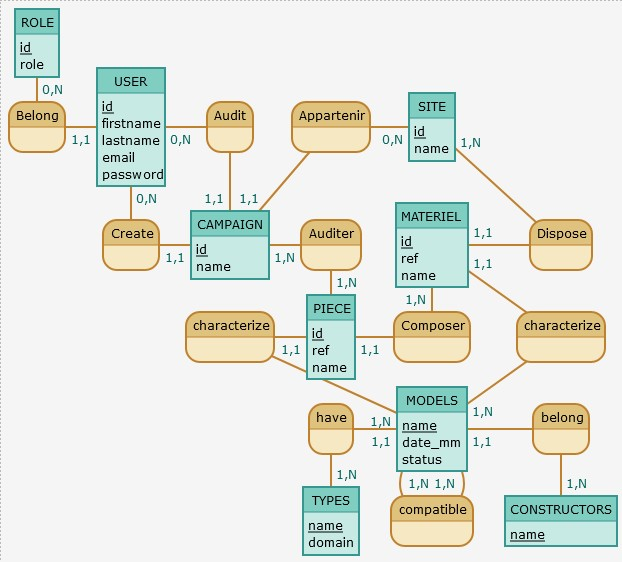 ROLE
id
role
0,N
Belong
1,1
USER
id
firstname
lastname
email
password
0,N
Audit
1,1
0,N
Create
1,1
CAMPAIGN
id
name
1,1
Appartenir
0,N
SITE
id
name
1,N
Dispose
1,1
MATERIEL
id
ref
name
1,1
1,N
1,N
Auditer
1,N
PIECE
id
ref
name
1,1
characterize
1,1
Composer
characterize
MODELS
name
date_mm
status
1,N
1,N
have
1,1
1,N
TYPES
name
domain
1,N
1,N
compatible
1,1
belong
1,N
CONSTRUCTORS
name